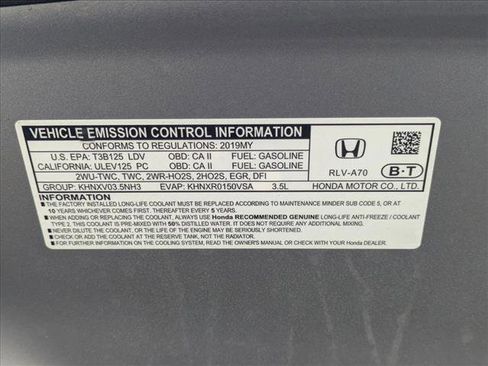 VEHICLE EMISSION CONTROL INFORMATION
CONFORMS TO REGULATIONS: 2019MY
U.S. EPA: T3B125 LDV OBD: CA II FUEL: GASOLINE
CALIFORNIA: ULEV125 PC OBD: CA II FUEL: GASOLINE
2WU-TWC, TWC, 2WR-HO2S, 2HO2S, EGR, DFI
GROUP: KHNXV03.5NH3 EVAP: KHNXR0150VSA 3.5L
RLV-A70
B·T
HONDA MOTOR CO., LTD.
INFORMATION
■ THE FACTORY INSTALLED LONG-LIFE COOLANT MUST BE REPLACED ACCORDING TO MAINTENANCE MINDER SUB CODE 5, OR AT
10 YEARS WHICHEVER COMES FIRST. THEREAFTER EVERY 5 YEARS.
■ WHEN ADDING OR REPLACING THE COOLANT, ALWAYS USE Honda RECOMMENDED GENUINE LONG-LIFE ANTI-FREEZE / COOLANT
TYPE 2. THIS COOLANT IS PRE-MIXED WITH 50% DISTILLED WATER. IT DOES NOT REQUIRE ANY ADDITIONAL MIXING.
■ NEVER DILUTE THE COOLANT, OR THE LIFE OF THE ENGINE MAY BE SERIOUSLY SHORTENED.
■ CHECK AND ADD COOLANT AT THE RESERVE TANK, NOT THE RADIATOR.
■ FOR FURTHER INFORMATION ON THE COOLING SYSTEM, READ THE OWNER'S MANUAL OR CHECK WITH Honda DEALER.